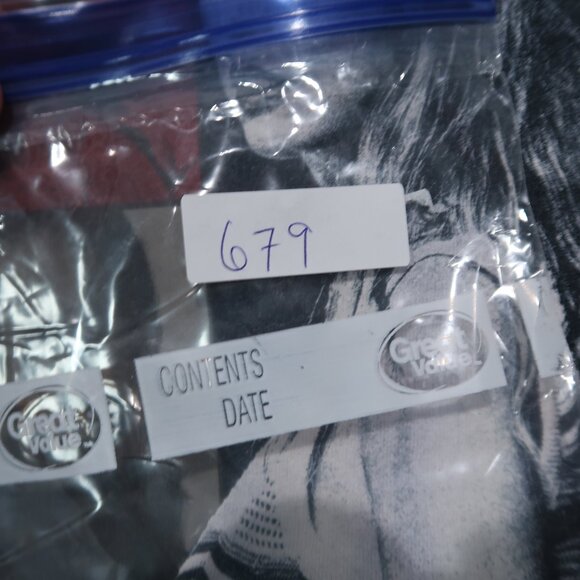 679
CONTENTS
DATE
Great
Value
Great
Value